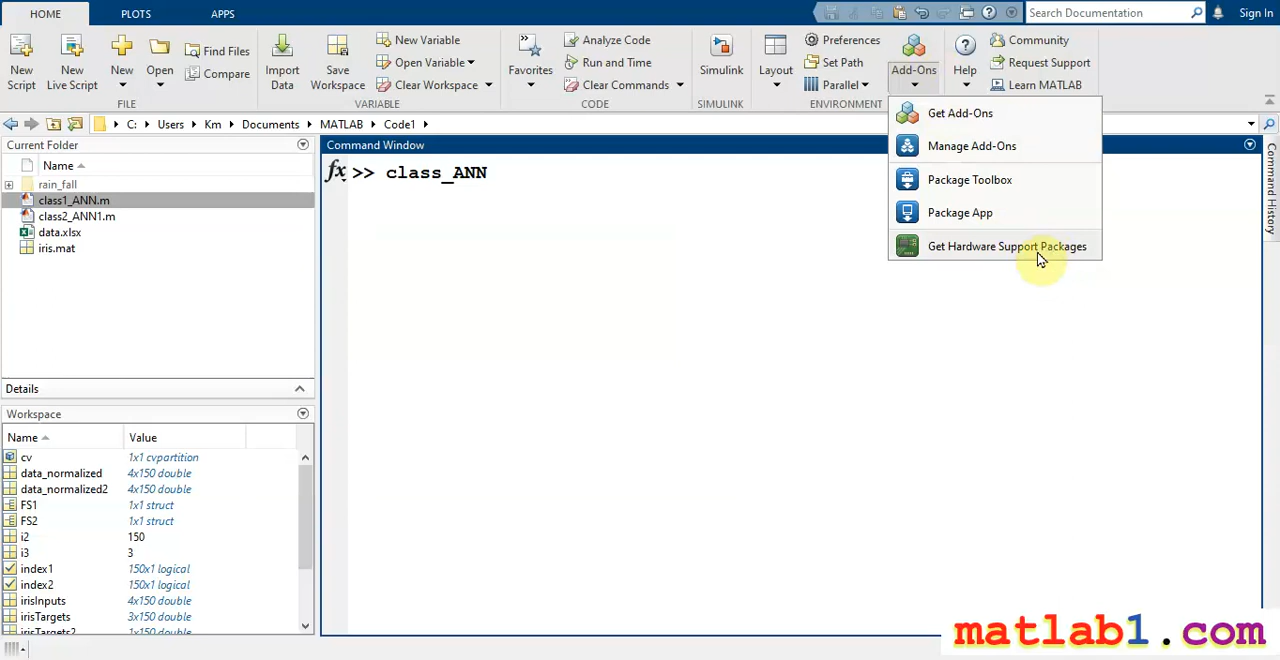 HOME
PLOTS
APPS
Search Documentation
Sign In
New Script
New Live Script
New
Open
Find Files
Compare
FILE
Import Data
Save Workspace
New Variable
Open Variable
Clear Workspace
VARIABLE
Favorites
Analyze Code
Run and Time
Clear Commands
CODE
Simulink
SIMULINK
Layout
Preferences
Set Path
Parallel
ENVIRONMENT
Add-Ons
Help
Community
Request Support
Learn MATLAB
Get Add-Ons
Manage Add-Ons
Package Toolbox
Package App
Get Hardware Support Packages
C: Users Km Documents MATLAB Code1
Current Folder
Name
rain_fall
class1_ANN.m
class2_ANN1.m
data.xlsx
iris.mat
Details
Workspace
Name Value
cv 1x1 cvpartition
data_normalized 4x150 double
data_normalized2 4x150 double
FS1 1x1 struct
FS2 1x1 struct
i2 150
i3 3
index1 150x1 logical
index2 150x1 logical
irisInputs 4x150 double
irisTargets 3x150 double
irisTargets2 1x150 double
Command Window
fx >> class_ANN
Command History
matlab1.com